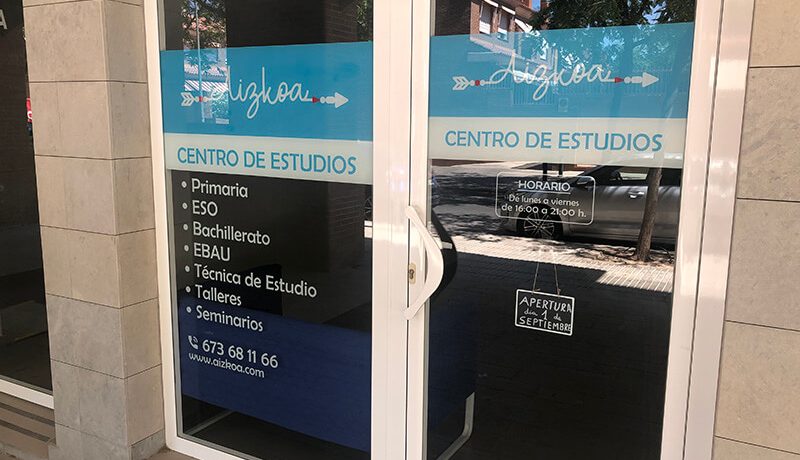 Aizkoa
CENTRO DE ESTUDIOS
• Primaria
• ESO
• Bachillerato
• EBAU
• Técnica de Estudio
• Talleres
• Seminarios
673 68 11 66
www.aizkoa.com
Aizkoa
CENTRO DE ESTUDIOS
HORARIO
De lunes a viernes
de 16:00 a 21:00 h.
APERTURA
día 1 de
SEPTIEMBRE